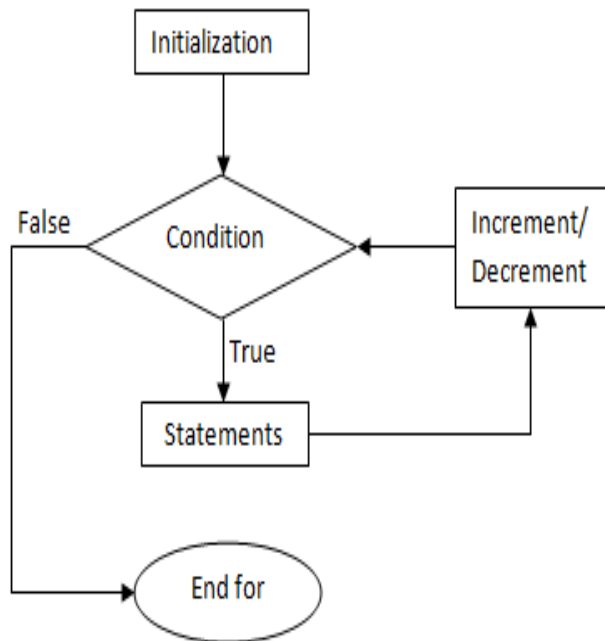 Initialization
False
Condition
Increment/
Decrement
True
Statements
End for